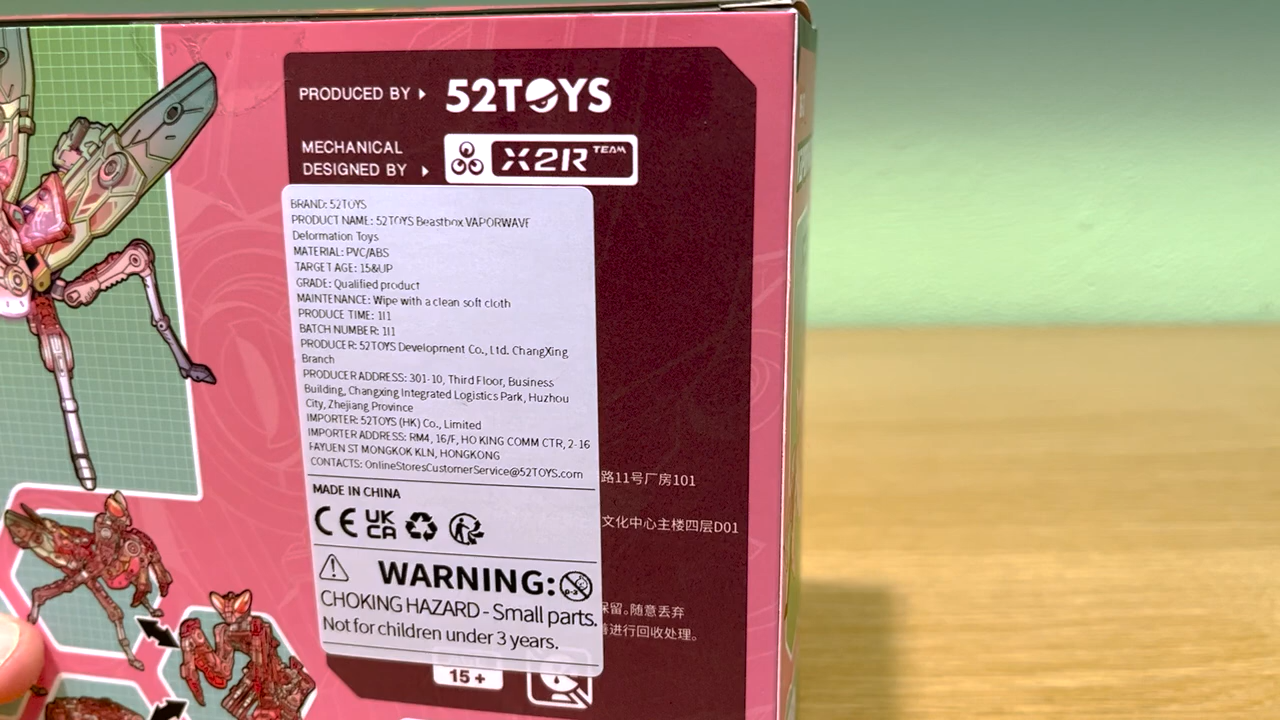 PRODUCED BY 52TOYS
MECHANICAL
DESIGNED BY X2R TEAM
BRAND: 52TOYS
PRODUCT NAME: 52TOYS Beastbox VAPORWAVE
Deformation Toys
MATERIAL: PVC/ABS
TARGET AGE: 15&UP
GRADE: Qualified product
MAINTENANCE: Wipe with a clean soft cloth
PRODUCE TIME: 111
BATCH NUMBER: 111
PRODUCER: 52TOYS Development Co., Ltd. ChangXing
Branch
PRODUCER ADDRESS: 301-10, Third Floor, Business
Building, Changxing Integrated Logistics Park, Huzhou
City, Zhejiang Province
IMPORTER: 52TOYS (HK) Co., Limited
IMPORTER ADDRESS: RM4, 16/F, HO KING COMM CTR, 2-16
FAYUEN ST MONGKOK KLN, HONGKONG
CONTACTS: OnlineStoresCustomerService@52TOYS.com
路11号厂房101
MADE IN CHINA
CE UK CA
文化中心主楼四层D01
WARNING: 0-3
CHOKING HAZARD - Small parts.
保留。随意丢弃
Not for children under 3 years.
进行回收处理。
15+